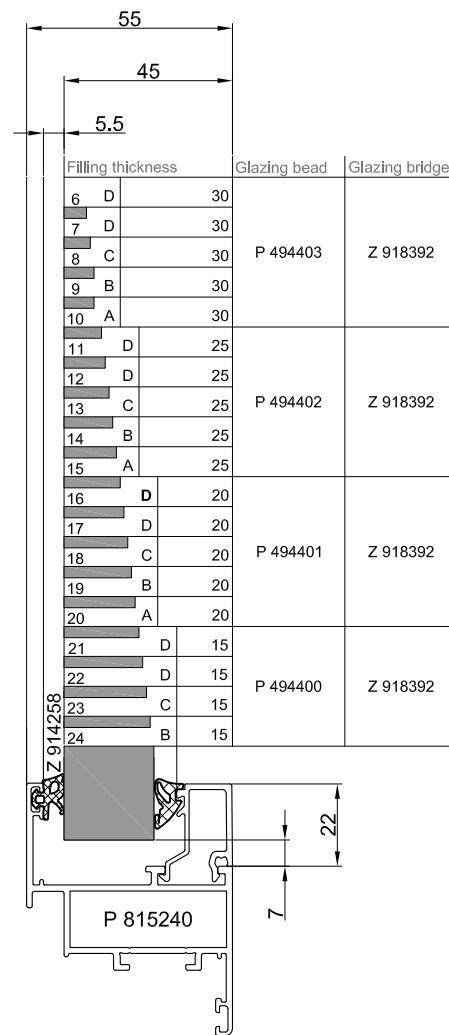 55
45
5.5
Filling thickness Glazing bead Glazing bridge
6 D 30
7 D 30
8 C 30
9 B 30
10 A 30
P 494403 Z 918392
11 D 25
12 D 25
13 C 25
14 B 25
15 A 25
P 494402 Z 918392
16 D 20
17 D 20
18 C 20
19 B 20
20 A 20
P 494401 Z 918392
21 D 15
22 D 15
23 C 15
24 B 15
P 494400 Z 918392
Z 914258
22
7
P 815240